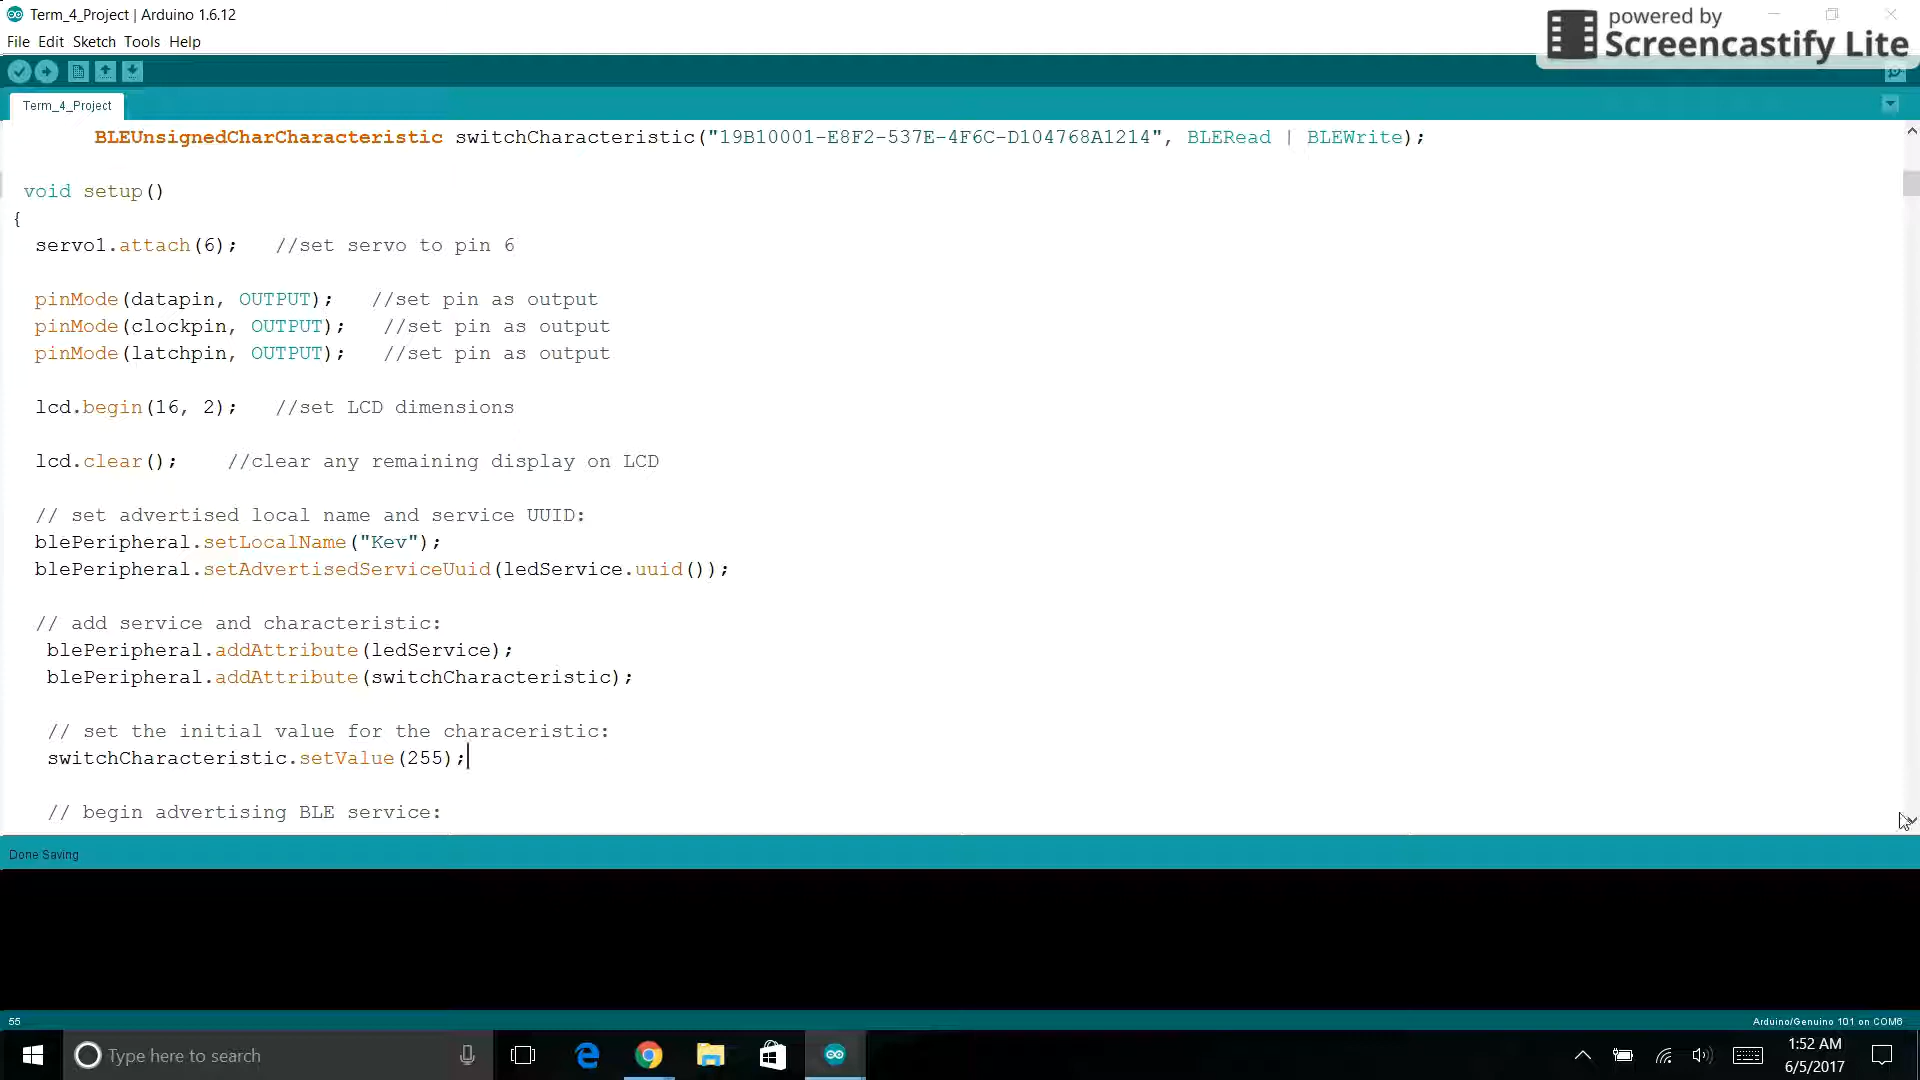 Term_4_Project | Arduino 1.6.12
powered by
Screencastify Lite
File Edit Sketch Tools Help
Term_4_Project
BLEUnsignedCharCharacteristic switchCharacteristic("19B10001-E8F2-537E-4F6C-D104768A1214", BLERead | BLEWrite);
void setup()
{
servo1.attach(6); //set servo to pin 6
pinMode(datapin, OUTPUT); //set pin as output
pinMode(clockpin, OUTPUT); //set pin as output
pinMode(latchpin, OUTPUT); //set pin as output
lcd.begin(16, 2); //set LCD dimensions
lcd.clear(); //clear any remaining display on LCD
// set advertised local name and service UUID:
blePeripheral.setLocalName("Kev");
blePeripheral.setAdvertisedServiceUuid(ledService.uuid());
// add service and characteristic:
blePeripheral.addAttribute(ledService);
blePeripheral.addAttribute(switchCharacteristic);
// set the initial value for the characeristic:
switchCharacteristic.setValue(255);
// begin advertising BLE service:
Done Saving
55
Arduino/Genuino 101 on COM6
Type here to search
1:52 AM
6/5/2017